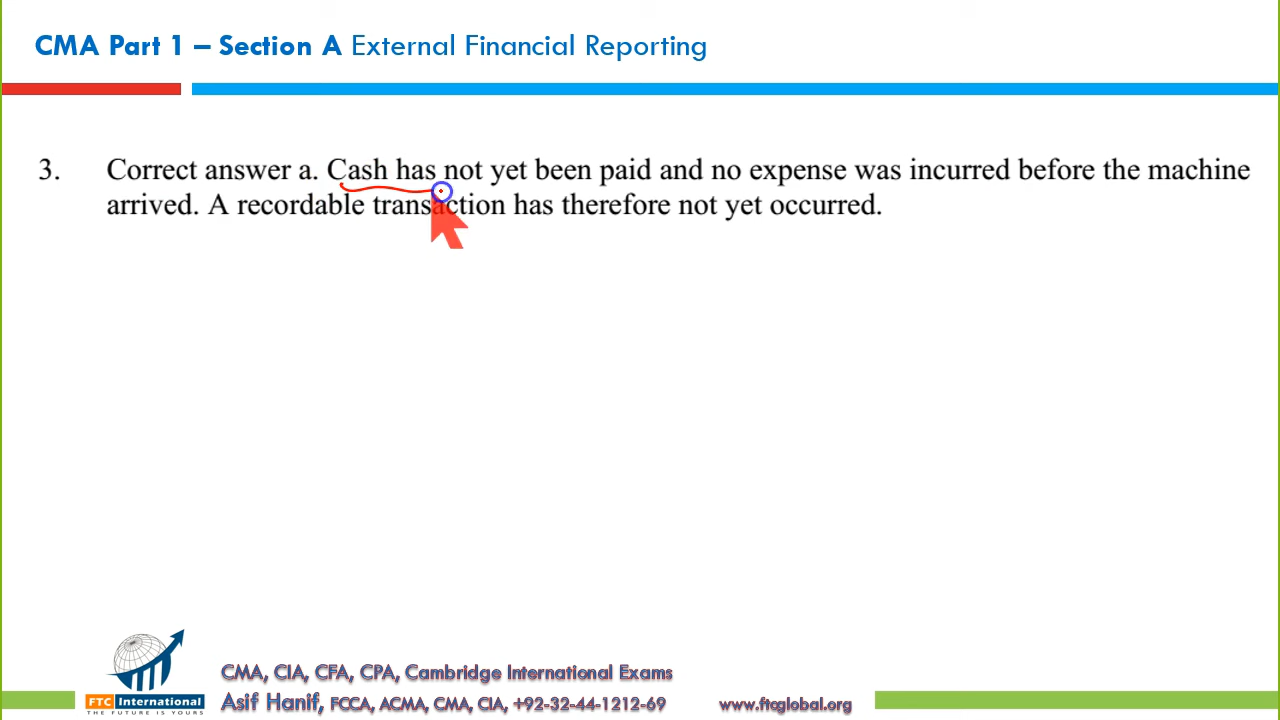 CMA Part 1 – Section A External Financial Reporting
3. Correct answer a. Cash has not yet been paid and no expense was incurred before the machine
arrived. A recordable transaction has therefore not yet occurred.
CMA, CIA, CFA, CPA, Cambridge International Exams
FTC International
THE FUTURE IS YOURS
Asif Hanif, FCCA, ACMA, CMA, CIA, +92-32-44-1212-69 www.ftcglobal.org